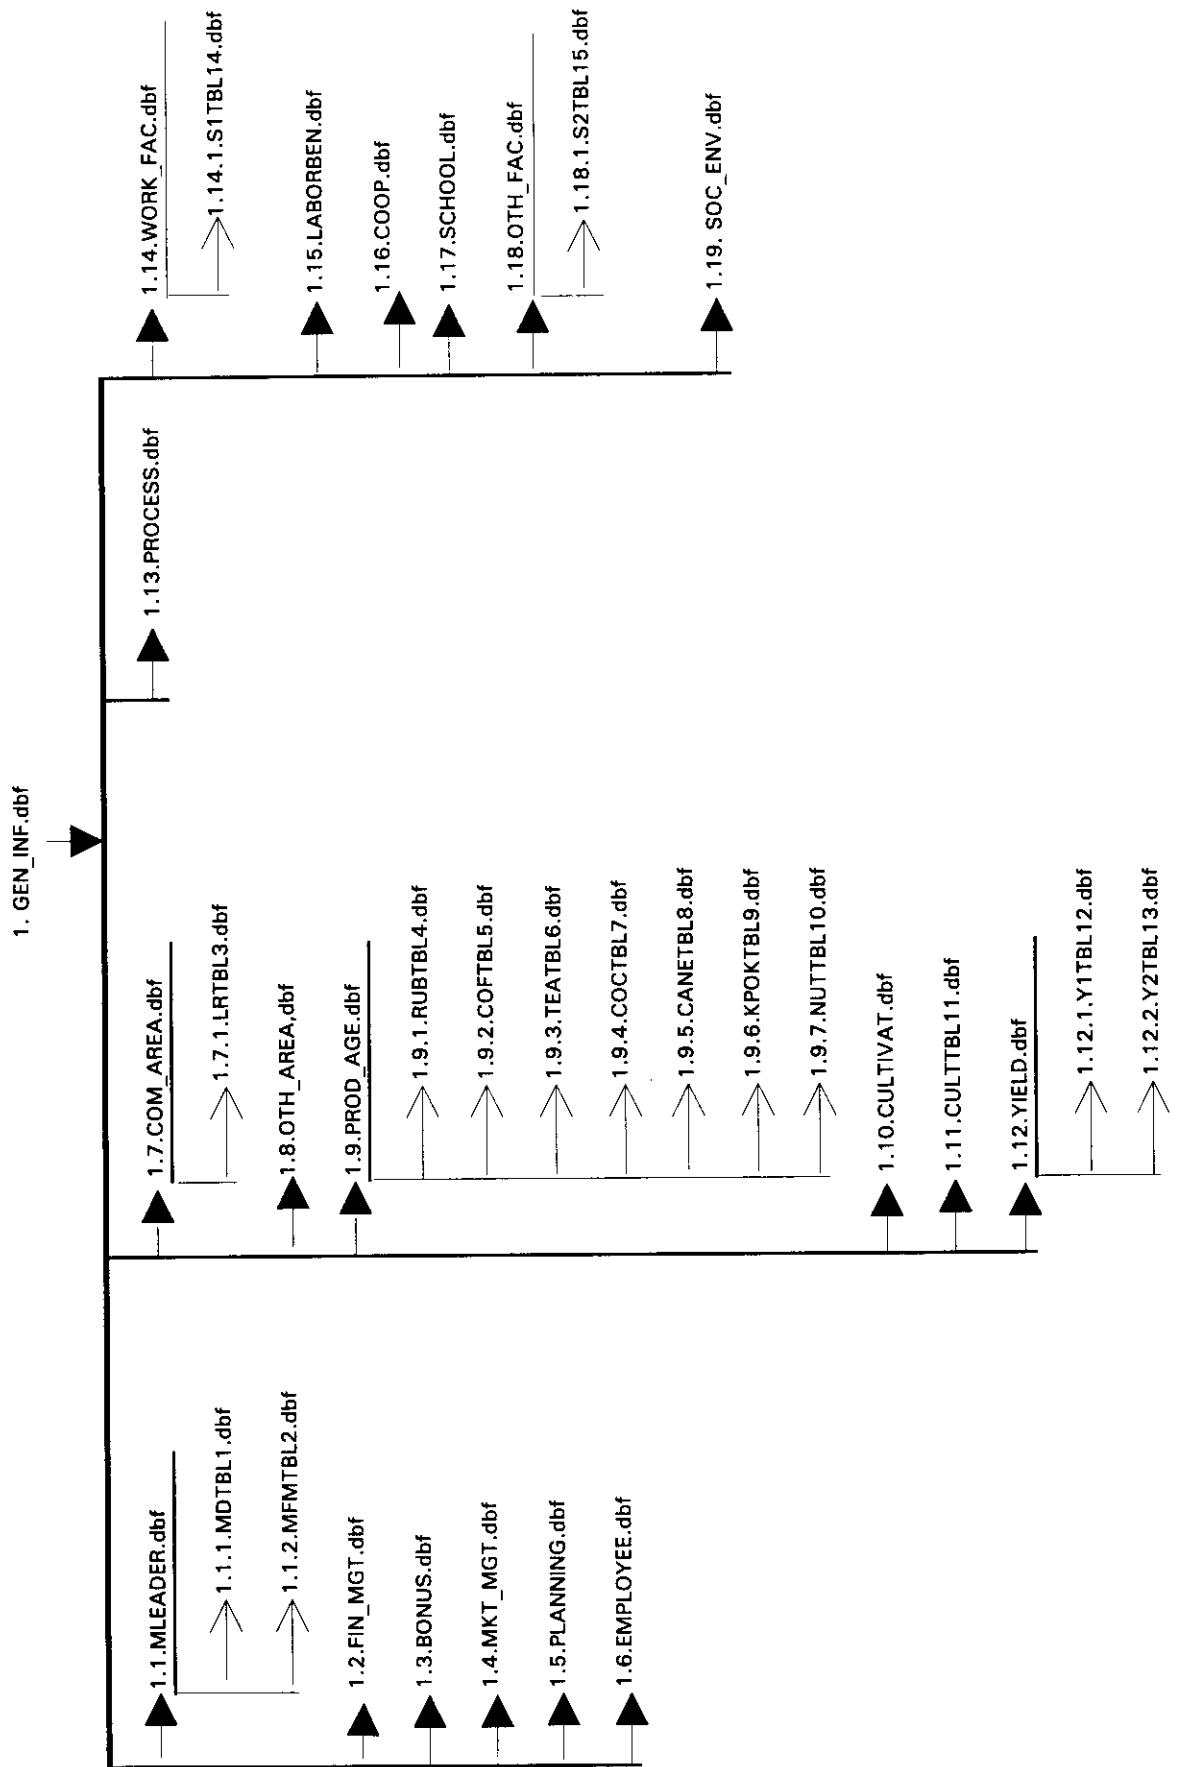 1. GEN_INF.dbf
1.1.MLEADER.dbf
1.1.1.MDTBL1.dbf
1.1.2.MFMTBL2.dbf
1.2.FIN_MGT.dbf
1.3.BONUS.dbf
1.4.MKT_MGT.dbf
1.5.PLANNING.dbf
1.6.EMPLOYEE.dbf
1.7.COM_AREA.dbf
1.7.1.LRTBL3.dbf
1.8.OTH_AREA,dbf
1.9.PROD_AGE.dbf
1.9.1.RUBTBL4.dbf
1.9.2.COFTBL5.dbf
1.9.3.TEATBL6.dbf
1.9.4.COCTBL7.dbf
1.9.5.CANETBL8.dbf
1.9.6.KPOKTBL9.dbf
1.9.7.NUTTBL10.dbf
1.10.CULTIVAT.dbf
1.11.CULTTBL11.dbf
1.12.YIELD.dbf
1.12.1.Y1TBL12.dbf
1.12.2.Y2TBL13.dbf
1.13.PROCESS.dbf
1.14.WORK_FAC.dbf
1.14.1.S1TBL14.dbf
1.15.LABORBEN.dbf
1.16.COOP.dbf
1.17.SCHOOL.dbf
1.18.OTH_FAC.dbf
1.18.1.S2TBL15.dbf
1.19. SOC_ENV.dbf